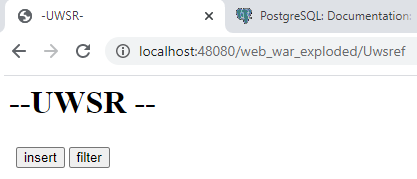 -UWSR-
PostgreSQL: Documentation:
localhost:48080/web_war_exploded/Uwsref
--UWSR --
insert filter